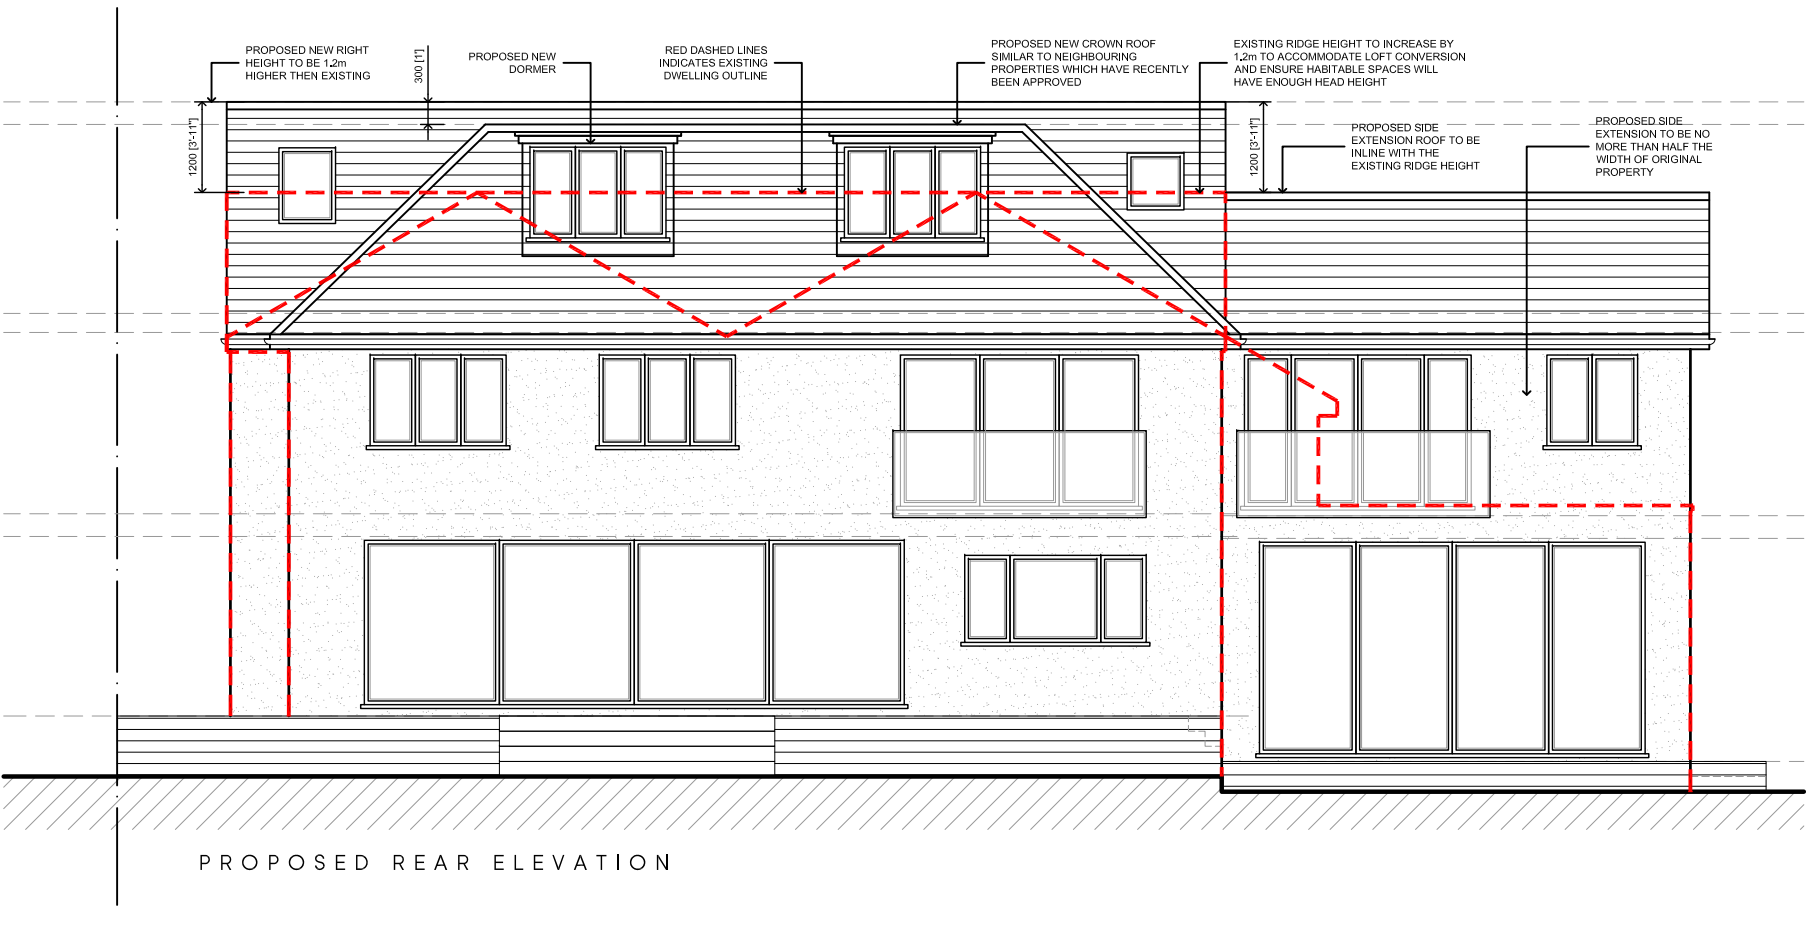 PROPOSED NEW RIGHT
HEIGHT TO BE 1.2m
HIGHER THEN EXISTING
300 [1']
PROPOSED NEW
DORMER
RED DASHED LINES
INDICATES EXISTING
DWELLING OUTLINE
PROPOSED NEW CROWN ROOF
SIMILAR TO NEIGHBOURING
PROPERTIES WHICH HAVE RECENTLY
BEEN APPROVED
EXISTING RIDGE HEIGHT TO INCREASE BY
1.2m TO ACCOMMODATE LOFT CONVERSION
AND ENSURE HABITABLE SPACES WILL
HAVE ENOUGH HEAD HEIGHT
1200 [3'-11"]
1200 [3'-11"]
PROPOSED SIDE
EXTENSION ROOF TO BE
INLINE WITH THE
EXISTING RIDGE HEIGHT
PROPOSED SIDE
EXTENSION TO BE NO
MORE THAN HALF THE
WIDTH OF ORIGINAL
PROPERTY
PROPOSED REAR ELEVATION